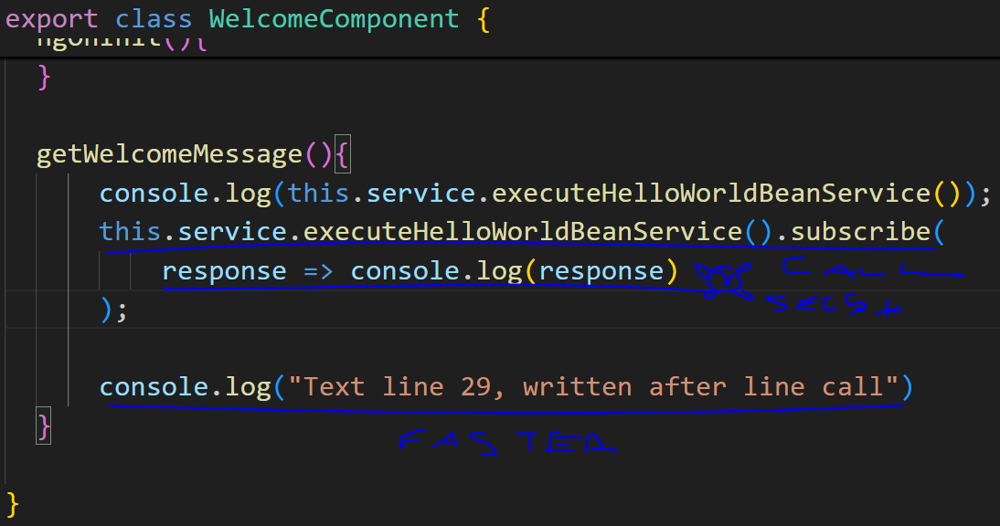 export class WelcomeComponent {
ngOnInit(){
}
getWelcomeMessage(){
console.log(this.service.executeHelloWorldBeanService());
this.service.executeHelloWorldBeanService().subscribe(
response => console.log(response) CALL
SECS+
);
console.log("Text line 29, written after line call")
}
FASTER
}